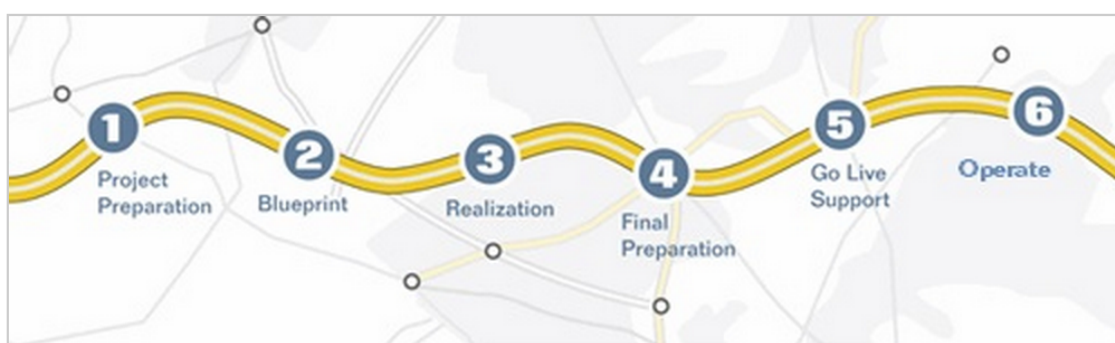 1
Project
Preparation
2
Blueprint
3
Realization
4
Final
Preparation
5
Go Live
Support
6
Operate